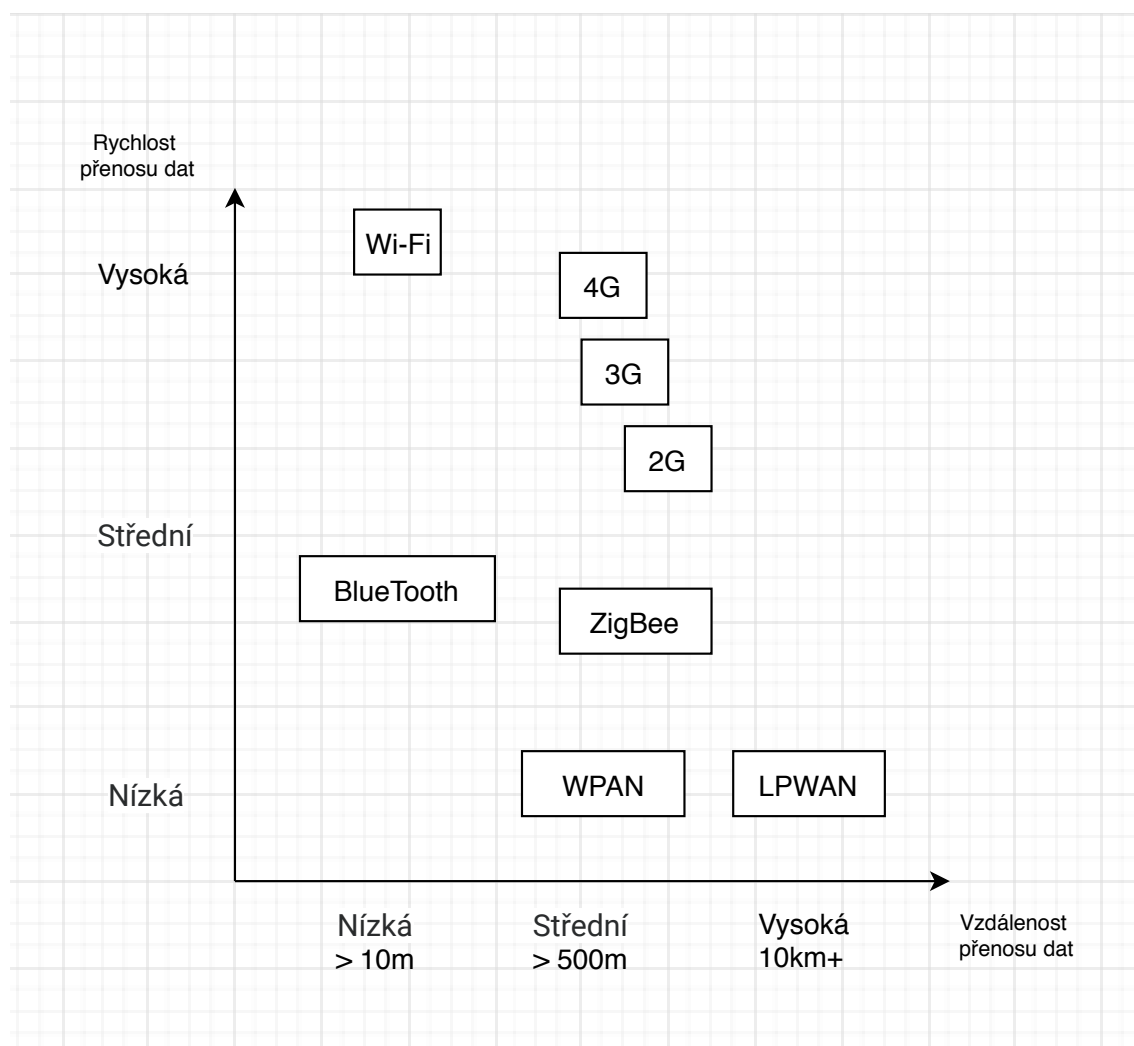 Rychlost
přenosu dat
Wi-Fi
Vysoká
4G
3G
2G
Střední
BlueTooth
ZigBee
Nízká
WPAN
LPWAN
Nízká
> 10m
Střední
> 500m
Vysoká
10km+
Vzdálenost
přenosu dat